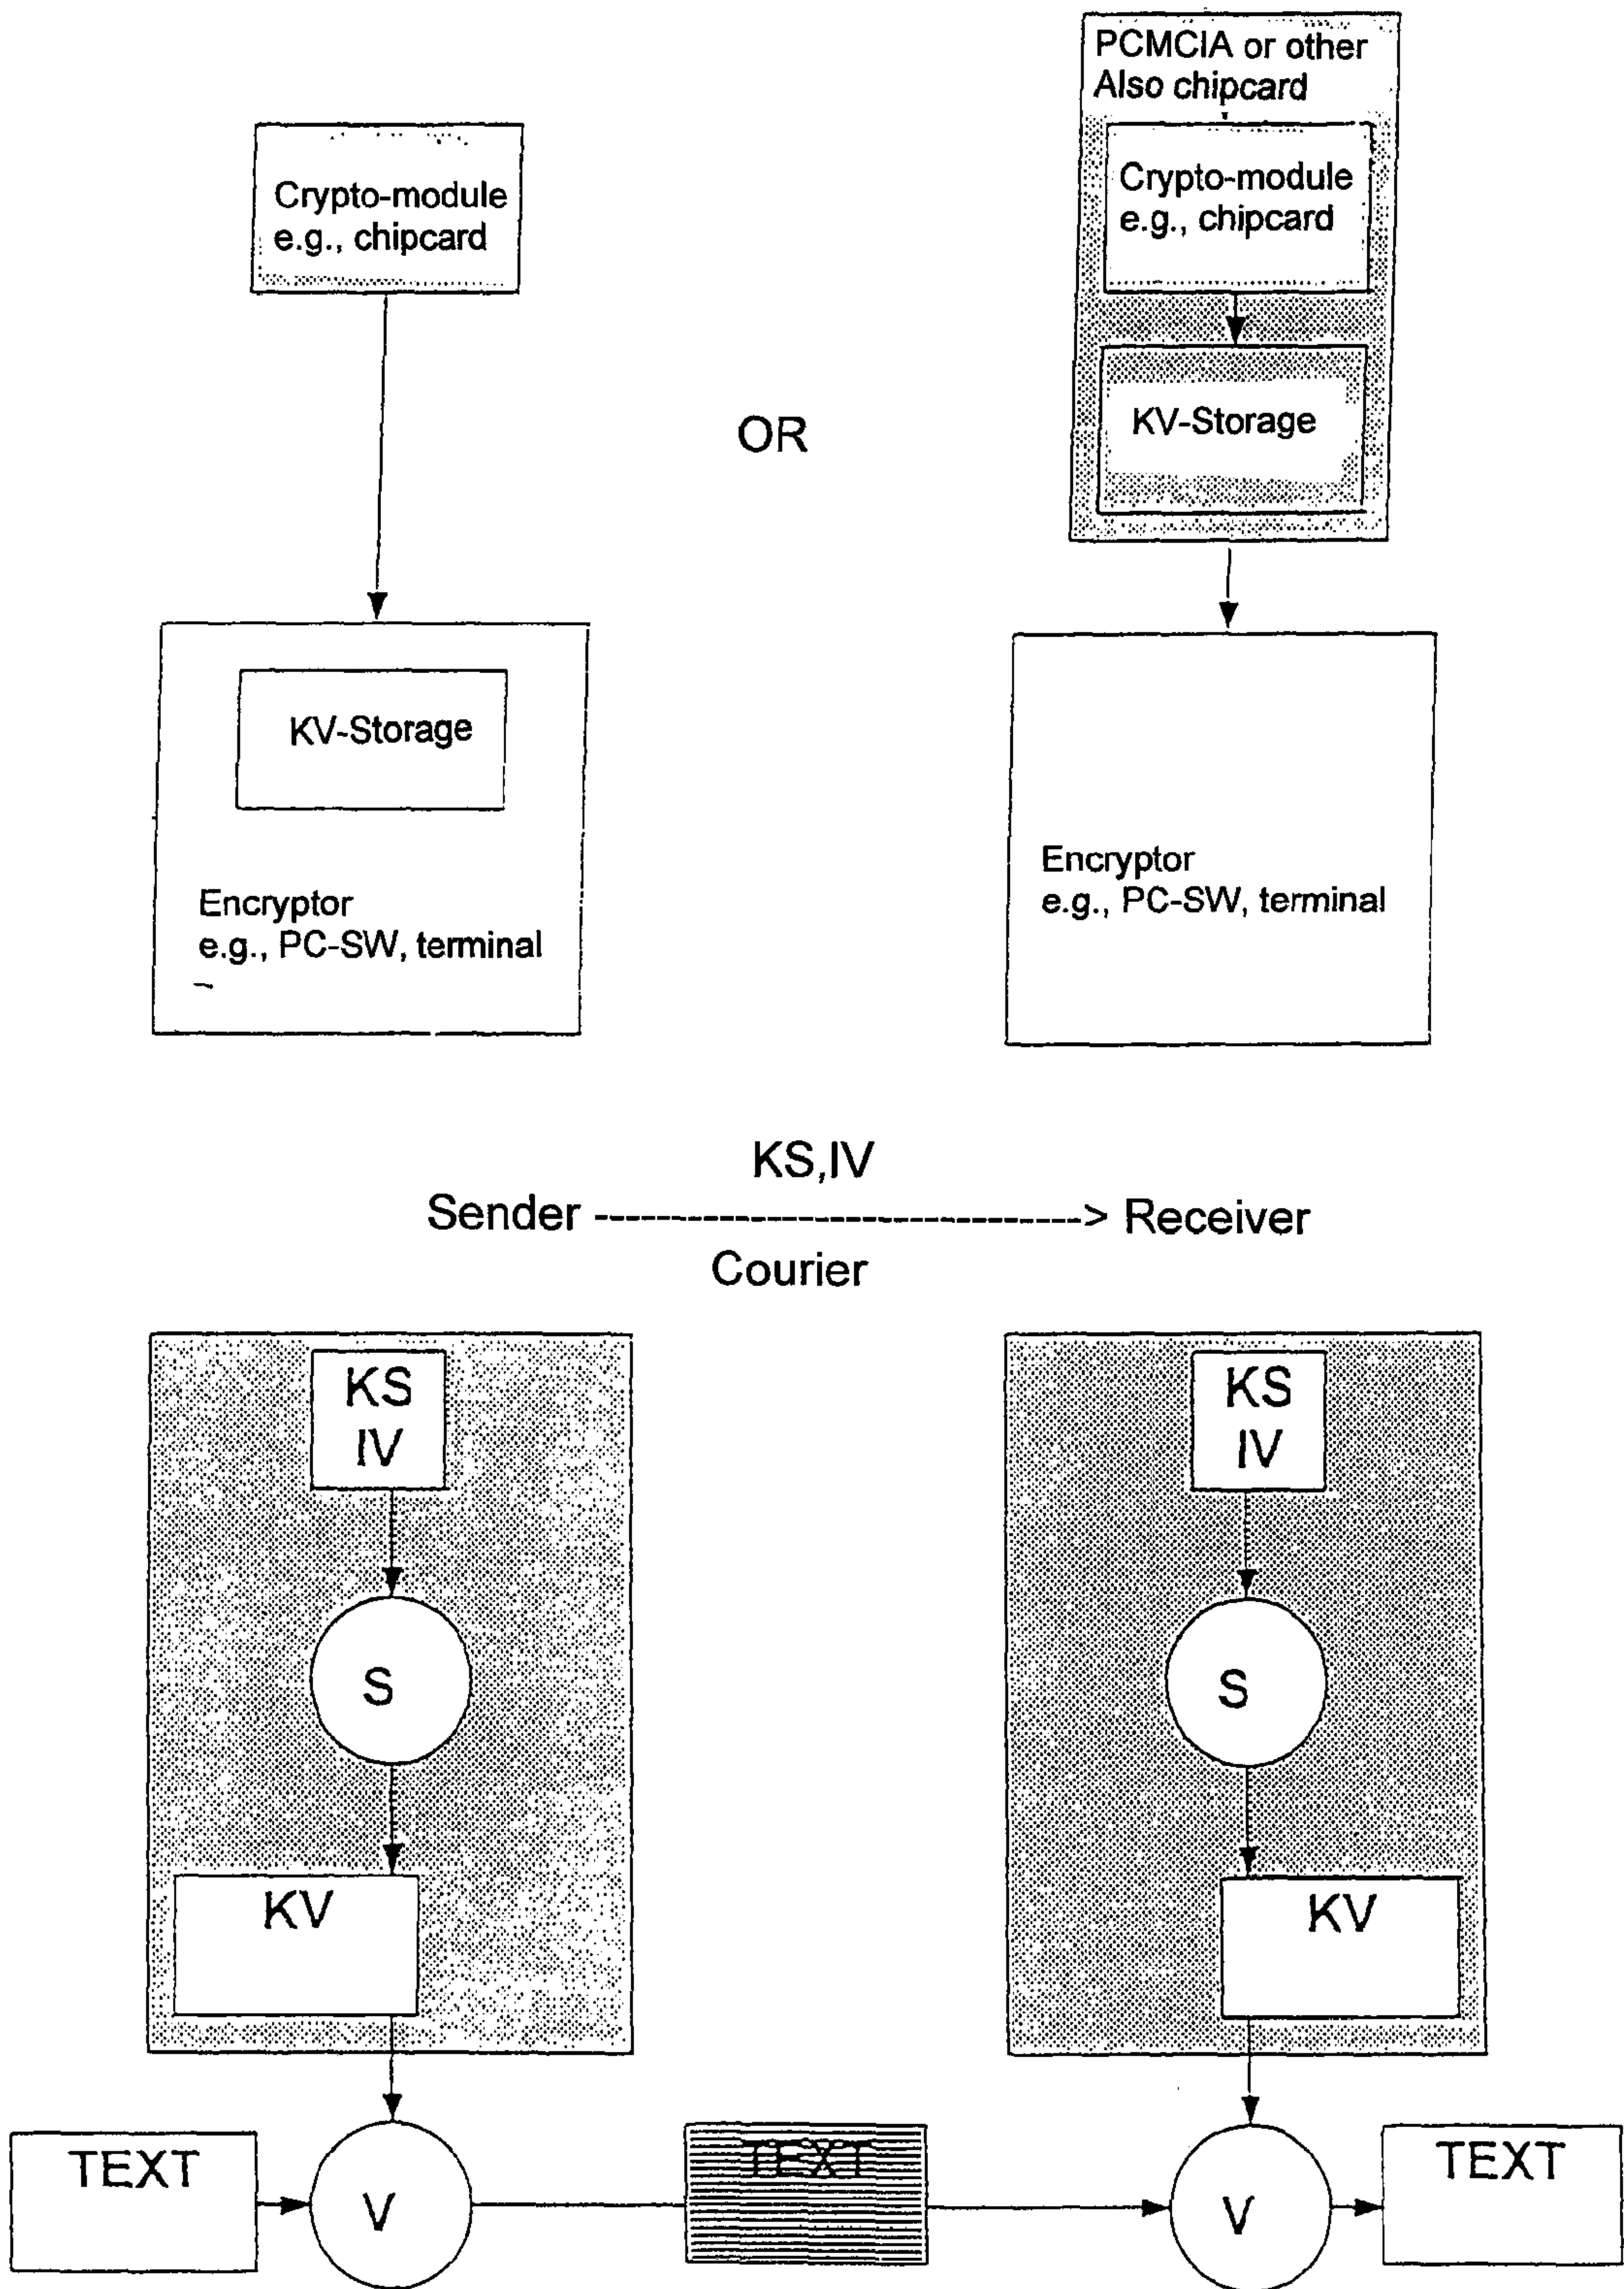 PCMCIA or other
Also chipcard
Crypto-module
e.g., chipcard
Crypto-module
e.g., chipcard
KV-Storage
OR
KV-Storage
Encryptor
e.g., PC-SW, terminal
Encryptor
e.g., PC-SW, terminal
KS,IV
Sender ------------------------------> Receiver
Courier
KS
IV
KS
IV
S
S
KV
KV
TEXT
V
TEXT
V
TEXT